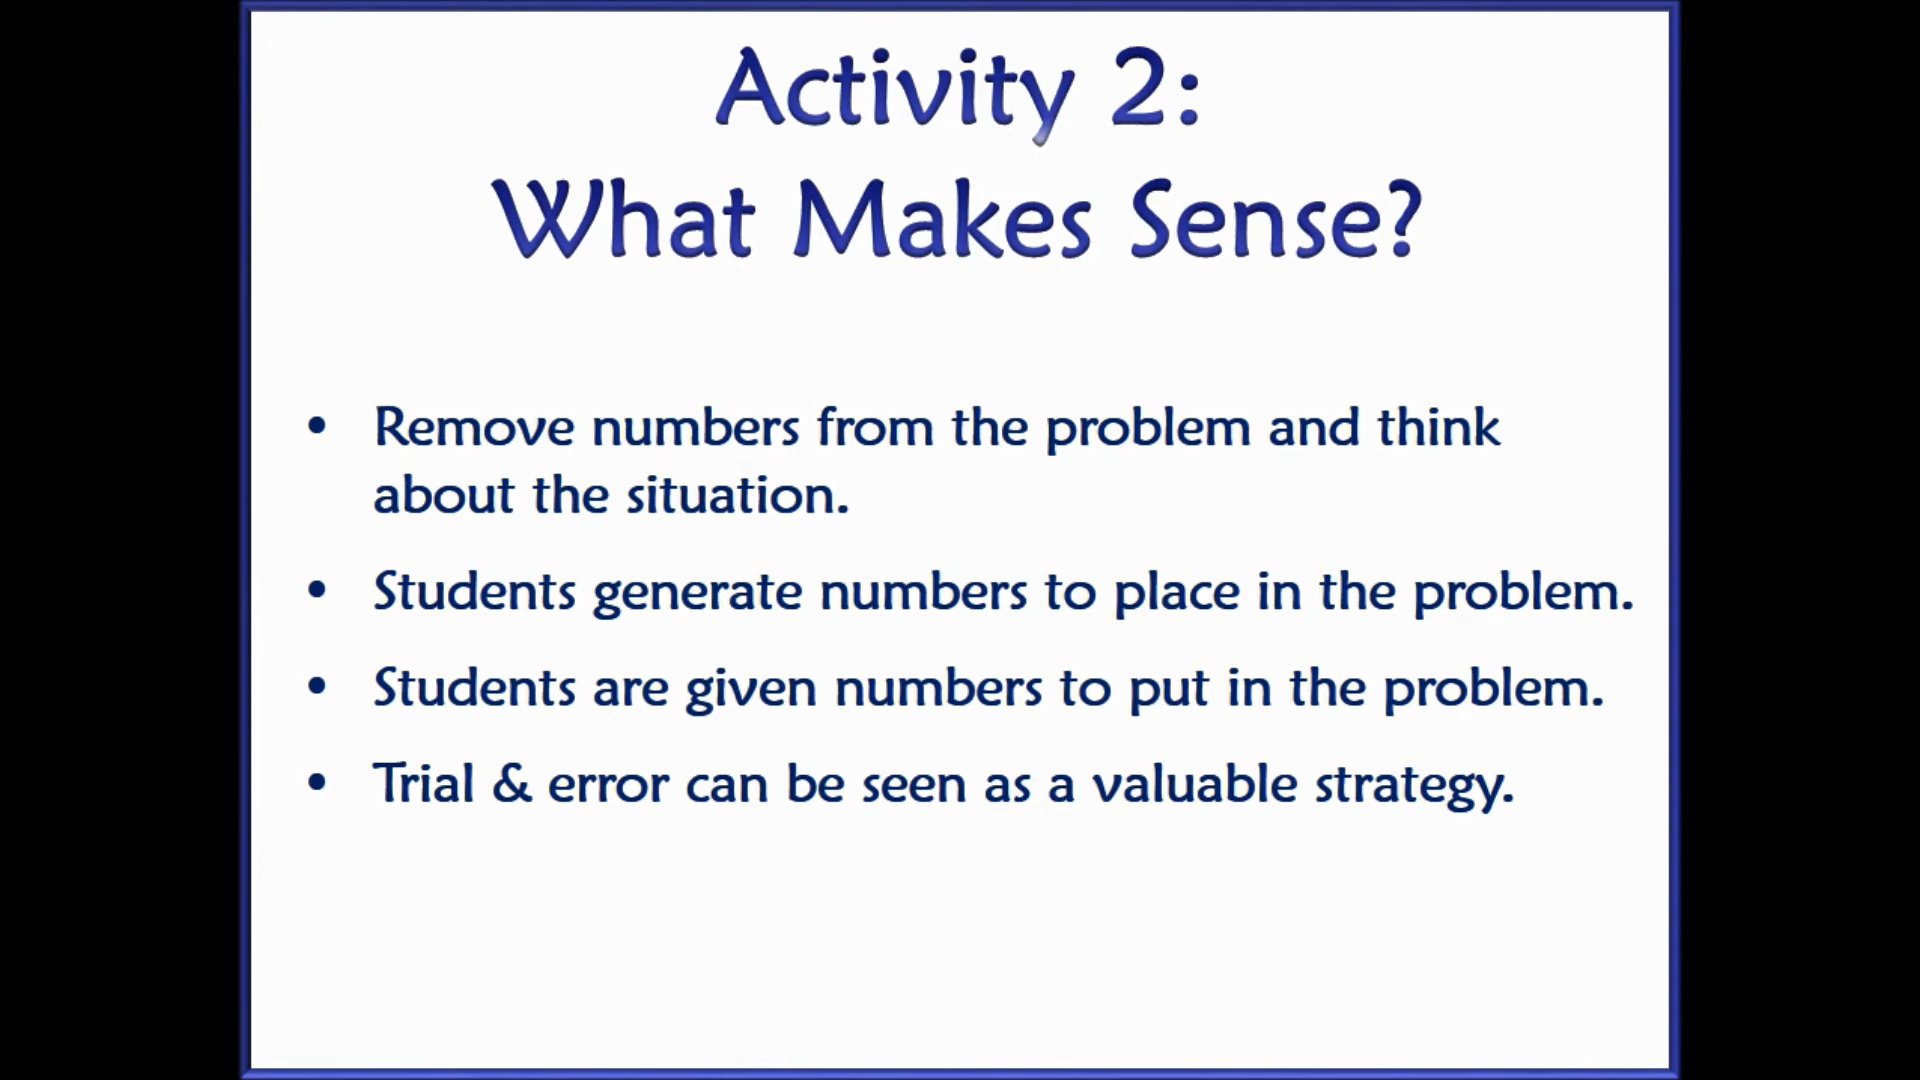 Activity 2:
What Makes Sense?
• Remove numbers from the problem and think
about the situation.
• Students generate numbers to place in the problem.
• Students are given numbers to put in the problem.
• Trial & error can be seen as a valuable strategy.